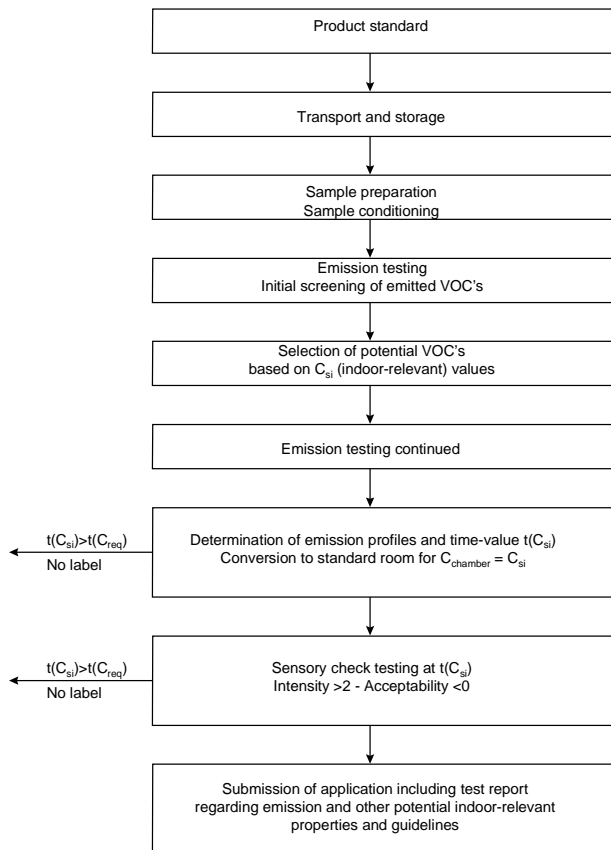 Product standard
Transport and storage
Sample preparation
Sample conditioning
Emission testing
Initial screening of emitted VOC's
Selection of potential VOC's
based on Csi (indoor-relevant) values
Emission testing continued
t(Csi)>t(Creq)
No label
Determination of emission profiles and time-value t(Csi)
Conversion to standard room for Cchamber = Csi
t(Csi)>t(Creq)
No label
Sensory check testing at t(Csi)
Intensity >2 - Acceptability <0
Submission of application including test report
regarding emission and other potential indoor-relevant
properties and guidelines